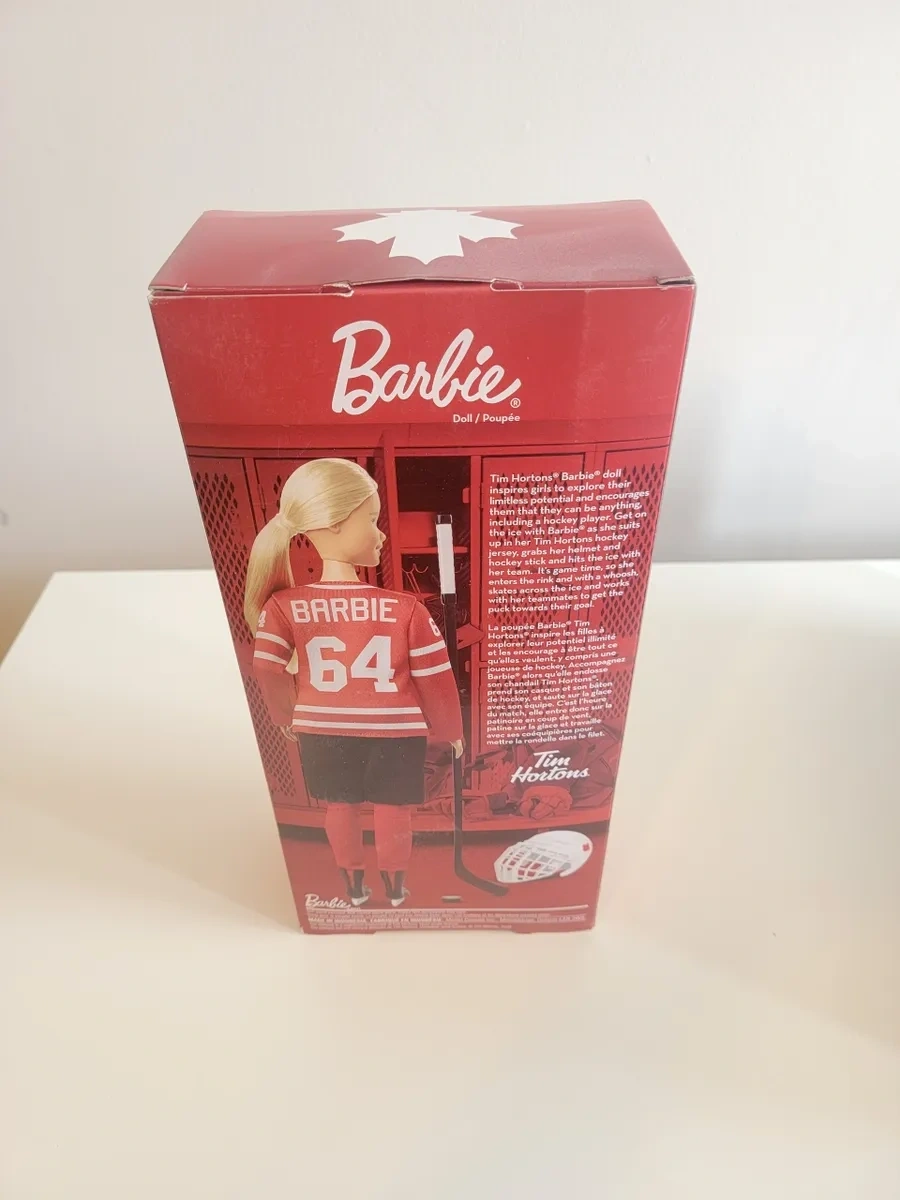 Barbie®
Doll / Poupée
Tim Hortons® Barbie® doll
inspires girls to explore their
limitless potential and encourages
them that they can be anything,
including a hockey player. Get on
the ice with Barbie® as she suits
up in her Tim Hortons hockey
jersey, grabs her helmet and
hockey stick and hits the ice with
her team. It's game time, so she
enters the rink and with a whoosh,
skates across the ice and works
with her teammates to get the
puck towards their goal.
La poupée Barbie® Tim
Hortons® inspire les filles à
explorer leur potentiel illimité
et les encourage à être tout ce
qu'elles veulent, y compris une
joueuse de hockey. Accompagnez
Barbie® alors qu'elle endosse
son chandail Tim Hortons®,
prend son casque et son bâton
de hockey, et saute sur la glace
avec son équipe. C'est l'heure
du match, elle entre donc sur la
patinoire en coup de vent,
patine sur la glace et travaille
avec ses coéquipières pour
mettre la rondelle dans le filet.
BARBIE
64
Tim
Hortons
Barbie
MADE IN INDONESIA. FABRIQUÉ EN INDONÉSIE.